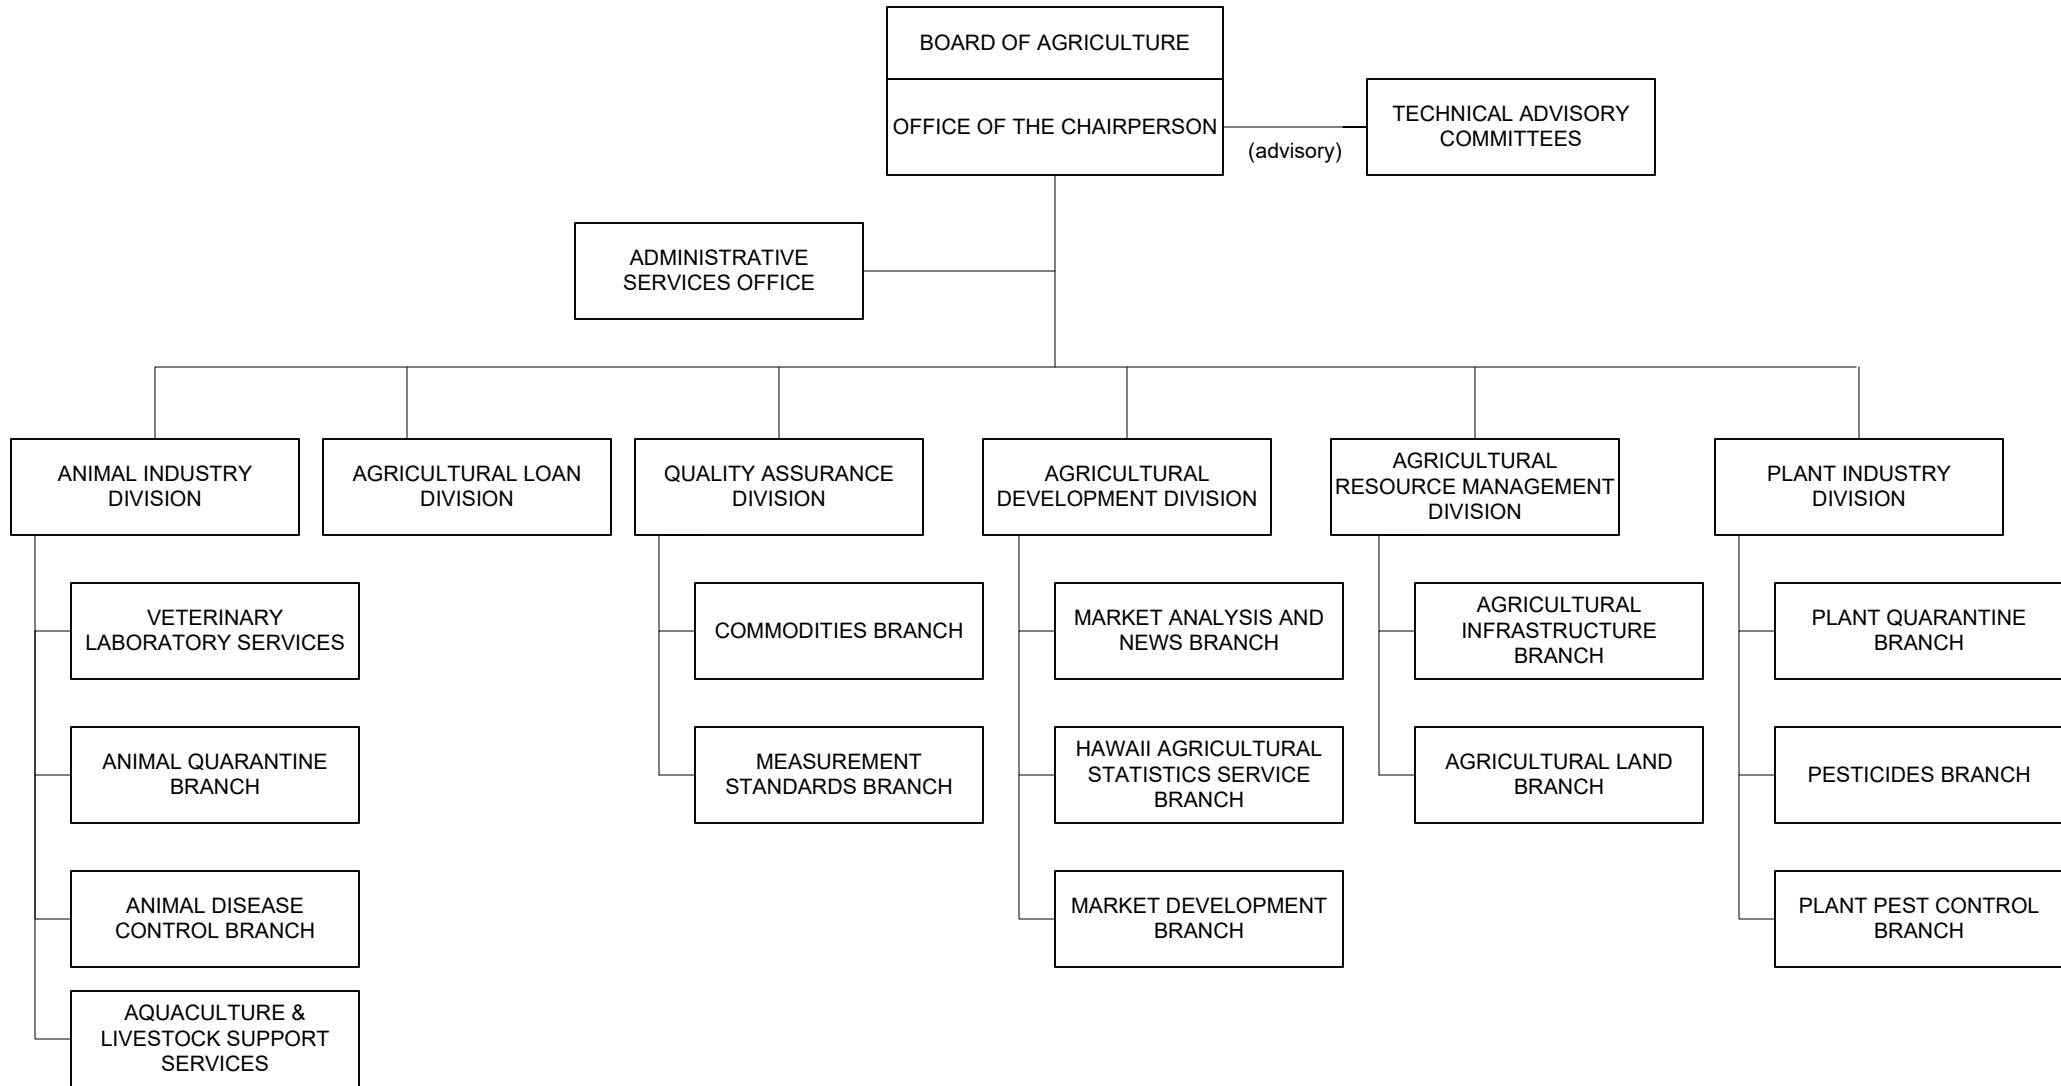 BOARD OF AGRICULTURE
OFFICE OF THE CHAIRPERSON
(advisory)
TECHNICAL ADVISORY
COMMITTEES
ADMINISTRATIVE
SERVICES OFFICE
ANIMAL INDUSTRY
DIVISION
AGRICULTURAL LOAN
DIVISION
QUALITY ASSURANCE
DIVISION
AGRICULTURAL
DEVELOPMENT DIVISION
AGRICULTURAL
RESOURCE MANAGEMENT
DIVISION
PLANT INDUSTRY
DIVISION
VETERINARY
LABORATORY SERVICES
COMMODITIES BRANCH
MARKET ANALYSIS AND
NEWS BRANCH
AGRICULTURAL
INFRASTRUCTURE
BRANCH
PLANT QUARANTINE
BRANCH
ANIMAL QUARANTINE
BRANCH
MEASUREMENT
STANDARDS BRANCH
HAWAII AGRICULTURAL
STATISTICS SERVICE
BRANCH
AGRICULTURAL LAND
BRANCH
PESTICIDES BRANCH
ANIMAL DISEASE
CONTROL BRANCH
MARKET DEVELOPMENT
BRANCH
PLANT PEST CONTROL
BRANCH
AQUACULTURE &
LIVESTOCK SUPPORT
SERVICES